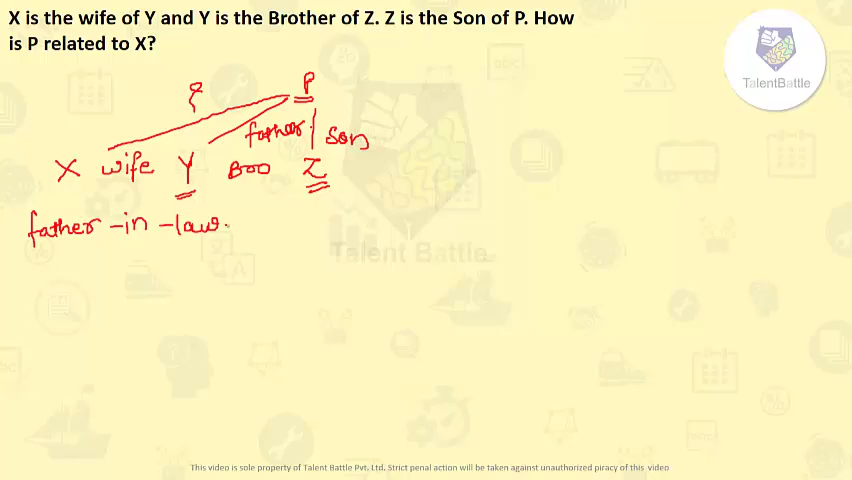 X is the wife of Y and Y is the Brother of Z. Z is the Son of P. How
is P related to X?
TalentBattle
P
father
Son
X wife Y Z
father-in-law.
Talent Battle
This video is sole property of Talent Battle Pvt. Ltd. Strict penal action will be taken against unauthorized piracy of this video